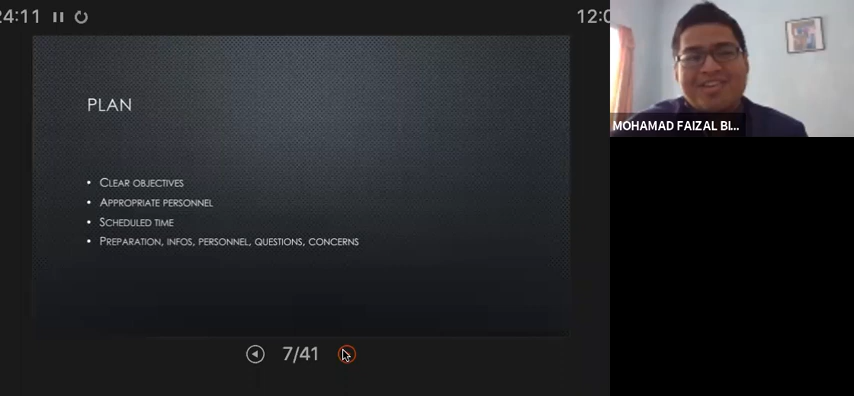 24:11
12:0
PLAN
• CLEAR OBJECTIVES
• APPROPRIATE PERSONNEL
• SCHEDULED TIME
• PREPARATION, INFOS, PERSONNEL, QUESTIONS, CONCERNS
7/41
MOHAMAD FAIZAL BI...